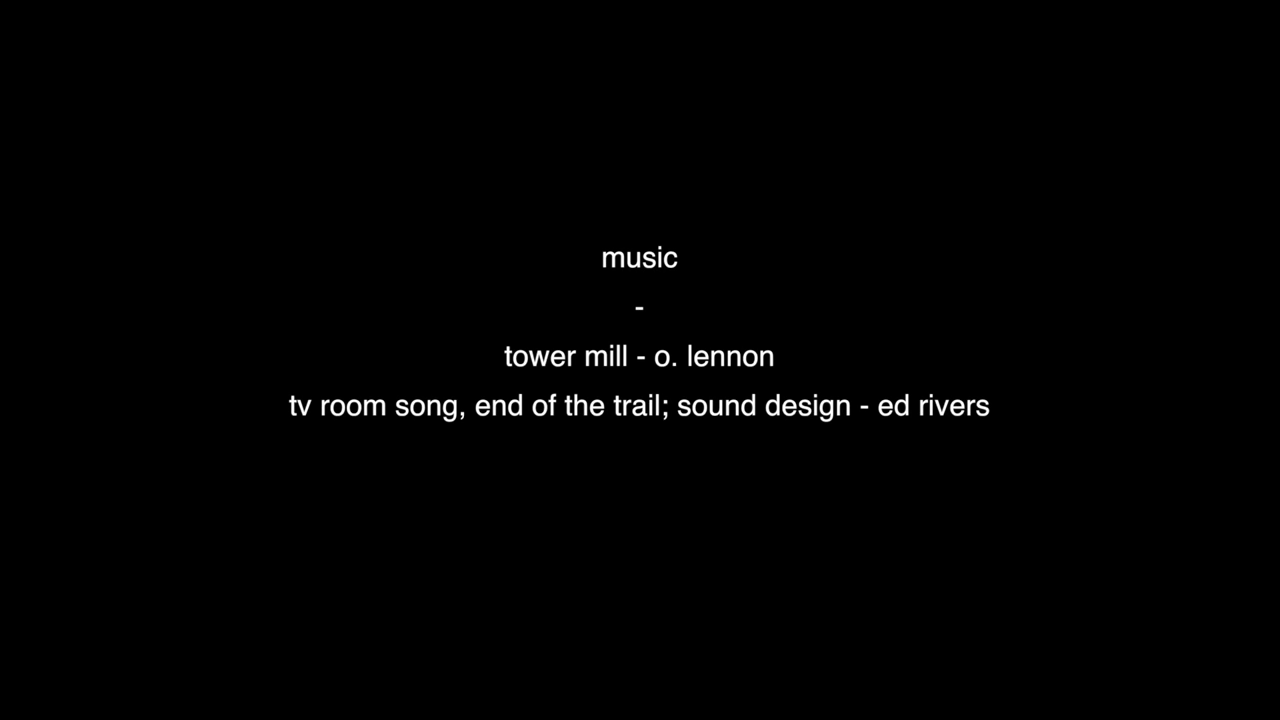 music
-
tower mill - o. lennon
tv room song, end of the trail; sound design - ed rivers